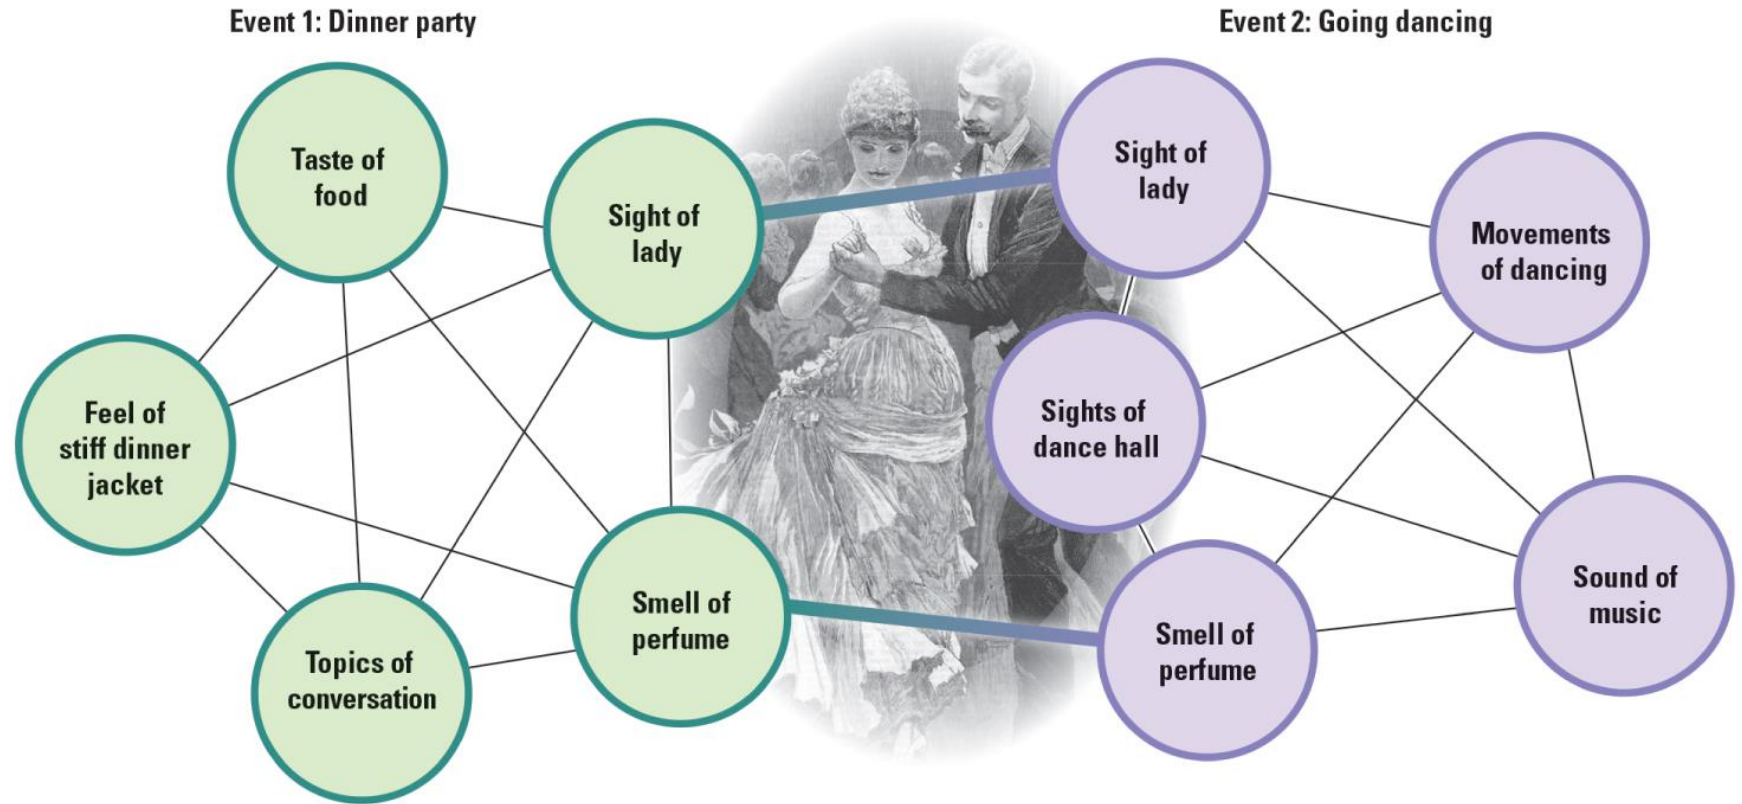 Event 1: Dinner party
Event 2: Going dancing
Taste of
food
Sight of
lady
Feel of
stiff dinner
jacket
Topics of
conversation
Smell of
perfume
Sight of
lady
Movements
of dancing
Sights of
dance hall
Sound of
music
Smell of
perfume